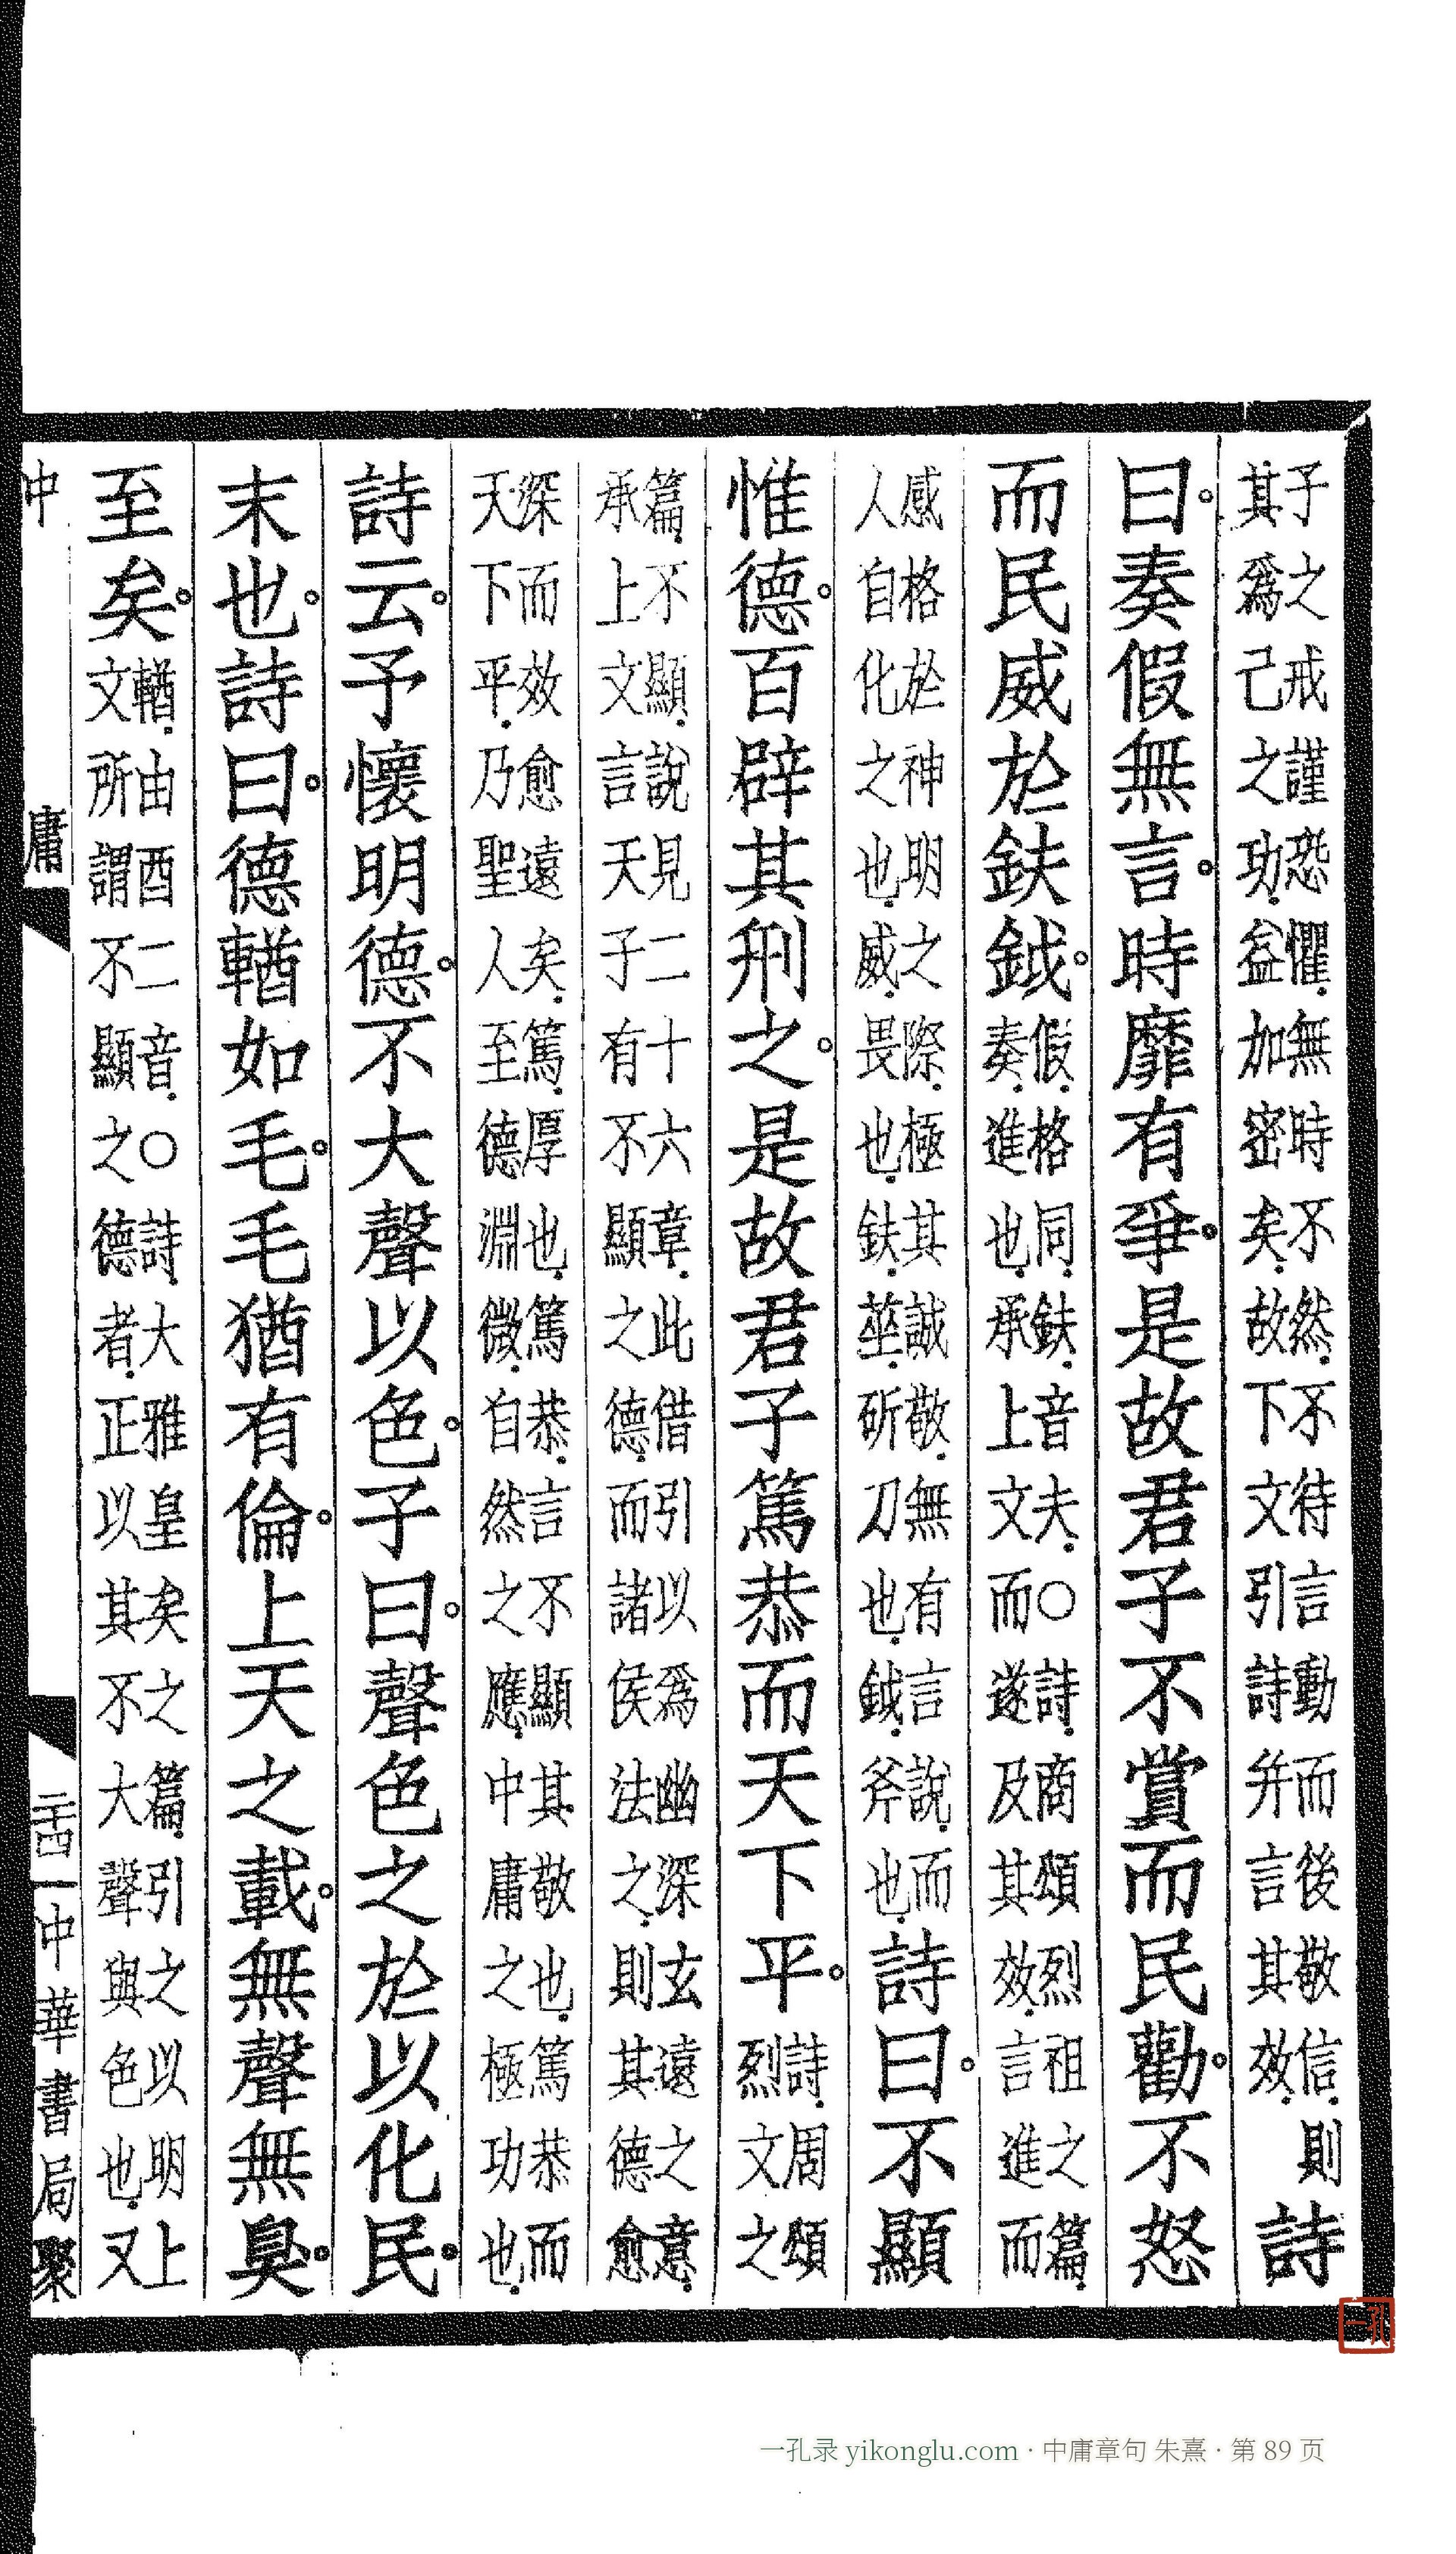 子之戒謹恐懼.無時不然.不待言動而後敬信.則
其爲己之功.益加密矣.故下文引詩并言其效.
詩
曰。奏假無言。時靡有爭。是故君子不賞而民勸。不怒
而民威於鈇鉞。
假.格同.鈇.音夫.○詩.商頌烈祖之篇.
奏.進也.承上文而遂及其效.言進而
感格於神明之際.極其誠敬.無有言說.而
人自化之也.威.畏也.鈇.莝斫刀也.鉞.斧也.
詩曰。不顯
惟德。百辟其刑之。是故君子篤恭而天下平。
詩.周頌
烈文之
篇.不顯.說見二十六章.此借引以爲幽深玄遠之意.
承上文言天子有不顯之德.而諸侯法之.則其德愈
深而效愈遠矣.篤.厚也.篤恭.言不顯其敬也.篤恭而
天下平.乃聖人至德淵微.自然之應.中庸之極功也.
詩云。予懷明德。不大聲以色。子曰。聲色之於以化民。
末也。詩曰。德輶如毛。毛猶有倫。上天之載。無聲無臭。
至矣。
輶.由酉二音.○詩.大雅皇矣之篇.引之以明上
文所謂不顯之德者.正以其不大聲與色也.又
中
庸
二十四
中華書局聚
一孔
一孔录 yikonglu.com · 中庸章句 朱熹 · 第 89 页